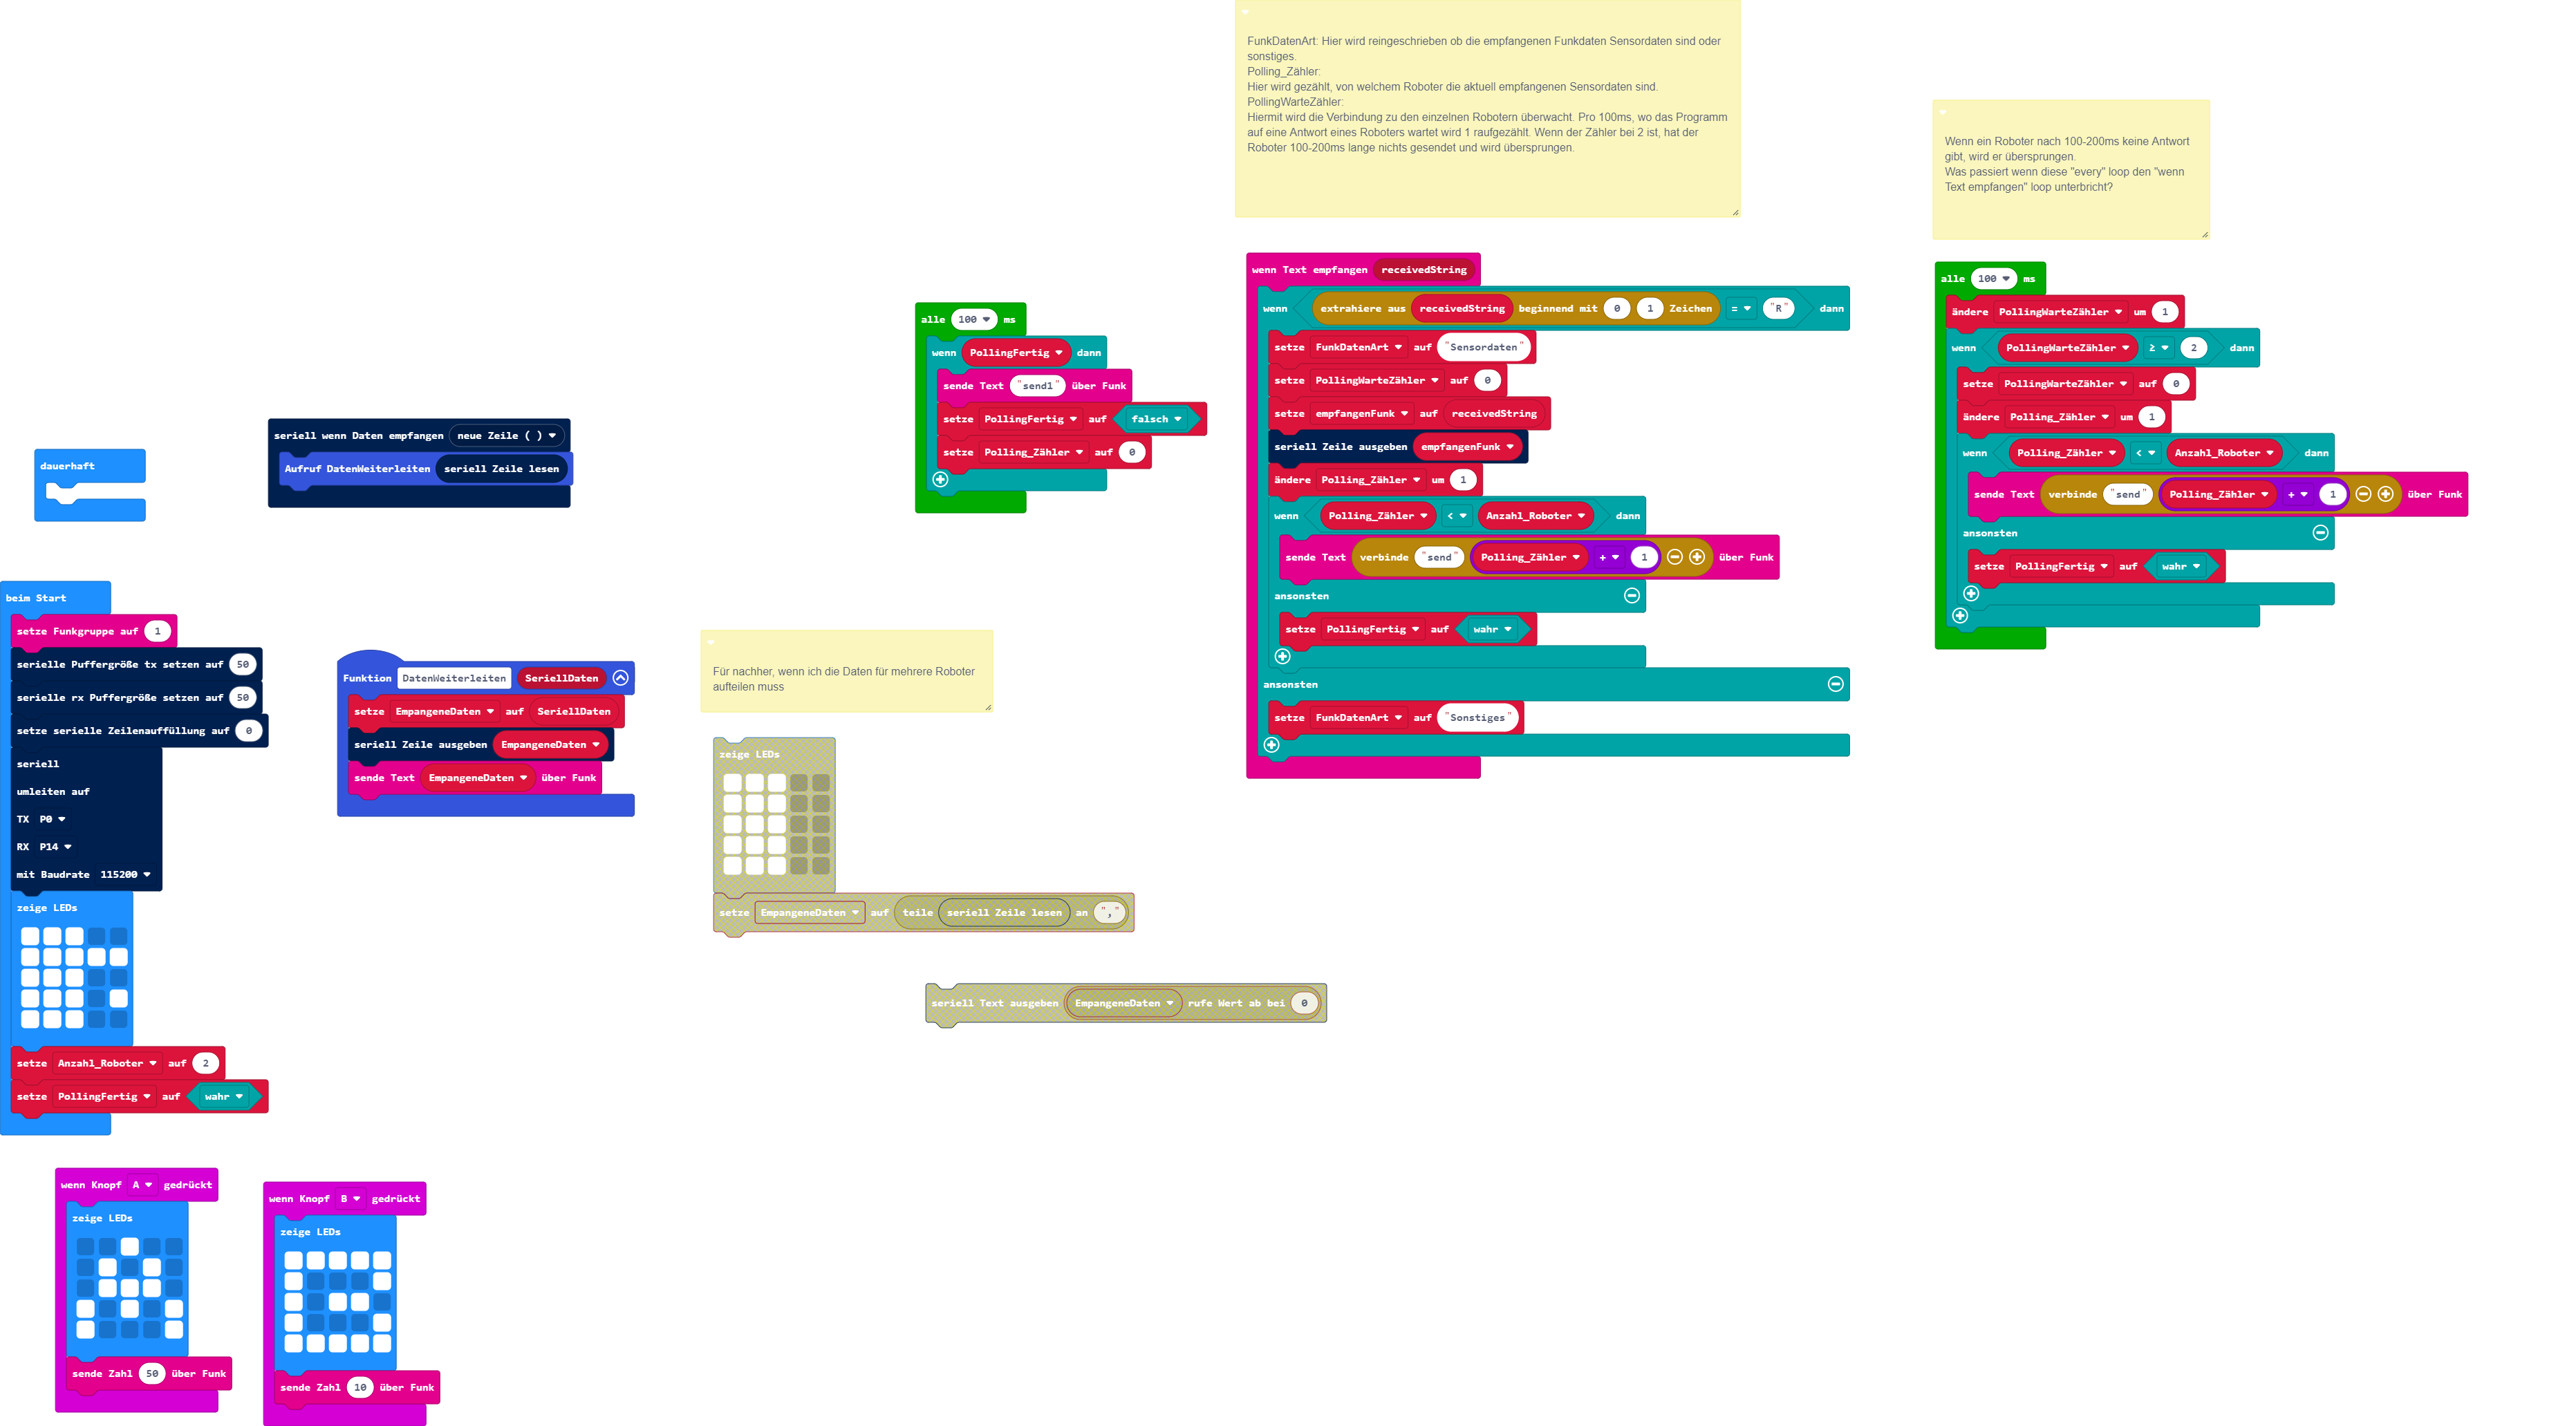 FunkDatenArt: Hier wird reingeschrieben ob die empfangenen Funkdaten Sensordaten sind oder
sonstiges.
Polling_Zähler:
Hier wird gezählt, von welchem Roboter die aktuell empfangenen Sensordaten sind.
PollingWarteZähler:
Hiermit wird die Verbindung zu den einzelnen Robotern überwacht. Pro 100ms, wo das Programm
auf eine Antwort eines Roboters wartet wird 1 raufgezählt. Wenn der Zähler bei 2 ist, hat der
Roboter 100-200ms lange nichts gesendet und wird übersprungen.
Wenn ein Roboter nach 100-200ms keine Antwort
gibt, wird er übersprungen.
Was passiert wenn diese "every" loop den "wenn
Text empfangen" loop unterbricht?
dauerhaft
seriell wenn Daten empfangen neue Zeile ( )
Aufruf DatenWeiterleiten seriell Zeile lesen
alle 100 ms
wenn PollingFertig dann
sende Text "send1" über Funk
setze PollingFertig auf falsch
setze Polling_Zähler auf 0
wenn Text empfangen receivedString
wenn extrahiere aus receivedString beginnend mit 0 1 Zeichen = "R" dann
setze FunkDatenArt auf "Sensordaten"
setze PollingWarteZähler auf 0
setze empfangenFunk auf receivedString
seriell Zeile ausgeben empfangenFunk
ändere Polling_Zähler um 1
wenn Polling_Zähler < Anzahl_Roboter dann
sende Text verbinde "send" Polling_Zähler + 1 über Funk
ansonsten
setze PollingFertig auf wahr
ansonsten
setze FunkDatenArt auf "Sonstiges"
alle 100 ms
ändere PollingWarteZähler um 1
wenn PollingWarteZähler ≥ 2 dann
setze PollingWarteZähler auf 0
ändere Polling_Zähler um 1
wenn Polling_Zähler < Anzahl_Roboter dann
sende Text verbinde "send" Polling_Zähler + 1 über Funk
ansonsten
setze PollingFertig auf wahr
beim Start
setze Funkgruppe auf 1
serielle Puffergröße tx setzen auf 50
serielle rx Puffergröße setzen auf 50
setze serielle Zeilenauffüllung auf 0
seriell
umleiten auf
TX P0
RX P14
mit Baudrate 115200
zeige LEDs
setze Anzahl_Roboter auf 2
setze PollingFertig auf wahr
Funktion DatenWeiterleiten SeriellDaten
setze EmpangeneDaten auf SeriellDaten
seriell Zeile ausgeben EmpangeneDaten
sende Text EmpangeneDaten über Funk
Für nachher, wenn ich die Daten für mehrere Roboter
aufteilen muss
zeige LEDs
setze EmpangeneDaten auf teile seriell Zeile lesen an ","
seriell Text ausgeben EmpangeneDaten rufe Wert ab bei 0
wenn Knopf A gedrückt
zeige LEDs
sende Zahl 50 über Funk
wenn Knopf B gedrückt
zeige LEDs
sende Zahl 10 über Funk